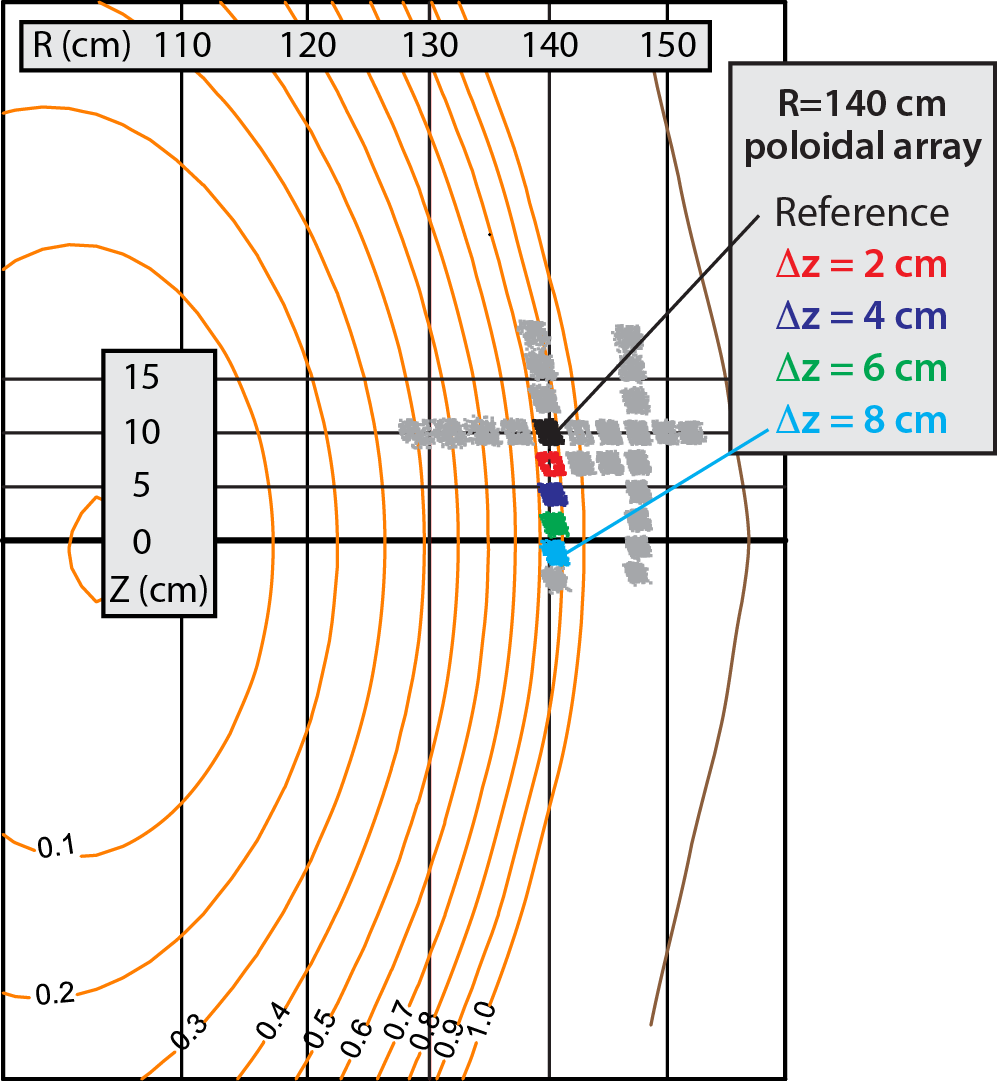 R (cm) 110 120 130 140 150
R=140 cm
poloidal array
Reference
Δz = 2 cm
Δz = 4 cm
Δz = 6 cm
Δz = 8 cm
15
10
5
0
Z (cm)
0.1
0.2
0.3
0.4
0.5
0.6
0.7
0.8
0.9
1.0